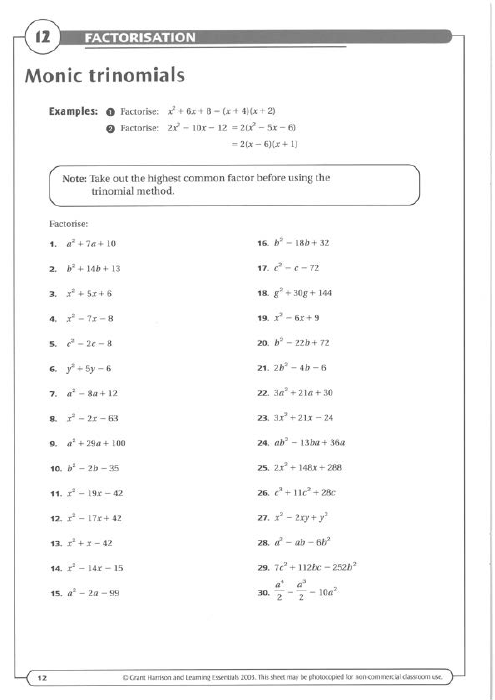 12 FACTORISATION
Monic trinomials
Examples: ❶ Factorise: x² + 6x + 8 = (x + 4)(x + 2)
❷ Factorise: 2x² − 10x − 12 = 2(x² − 5x − 6)
= 2(x − 6)(x + 1)
Note: Take out the highest common factor before using the
trinomial method.
Factorise:
1. a² + 7a + 10
2. b² + 14b + 13
3. x² + 5x + 6
4. x² − 7x − 8
5. c² − 2c − 8
6. y² + 5y − 6
7. a² − 8a + 12
8. x² − 2x − 63
9. a² + 29a + 100
10. b² − 2b − 35
11. x² − 19x − 42
12. x² − 17x + 42
13. x² + x − 42
14. x² − 14x − 15
15. a² − 2a − 99
16. b² − 18b + 32
17. c² − c − 72
18. g² + 30g + 144
19. x² − 6x + 9
20. b² − 22b + 72
21. 2b² − 4b − 6
22. 3a² + 21a + 30
23. 3x² + 21x − 24
24. ab² − 13ba + 36a
25. 2x² + 148x + 288
26. c³ + 11c² + 28c
27. x² − 2xy + y²
28. a² − ab − 6b²
29. 7c² + 112bc − 252b²
30. a⁴/2 − a³/2 − 10a²
12 © Grant Harrison and Learning Essentials 2003. This sheet may be photocopied for non-commercial classroom use.